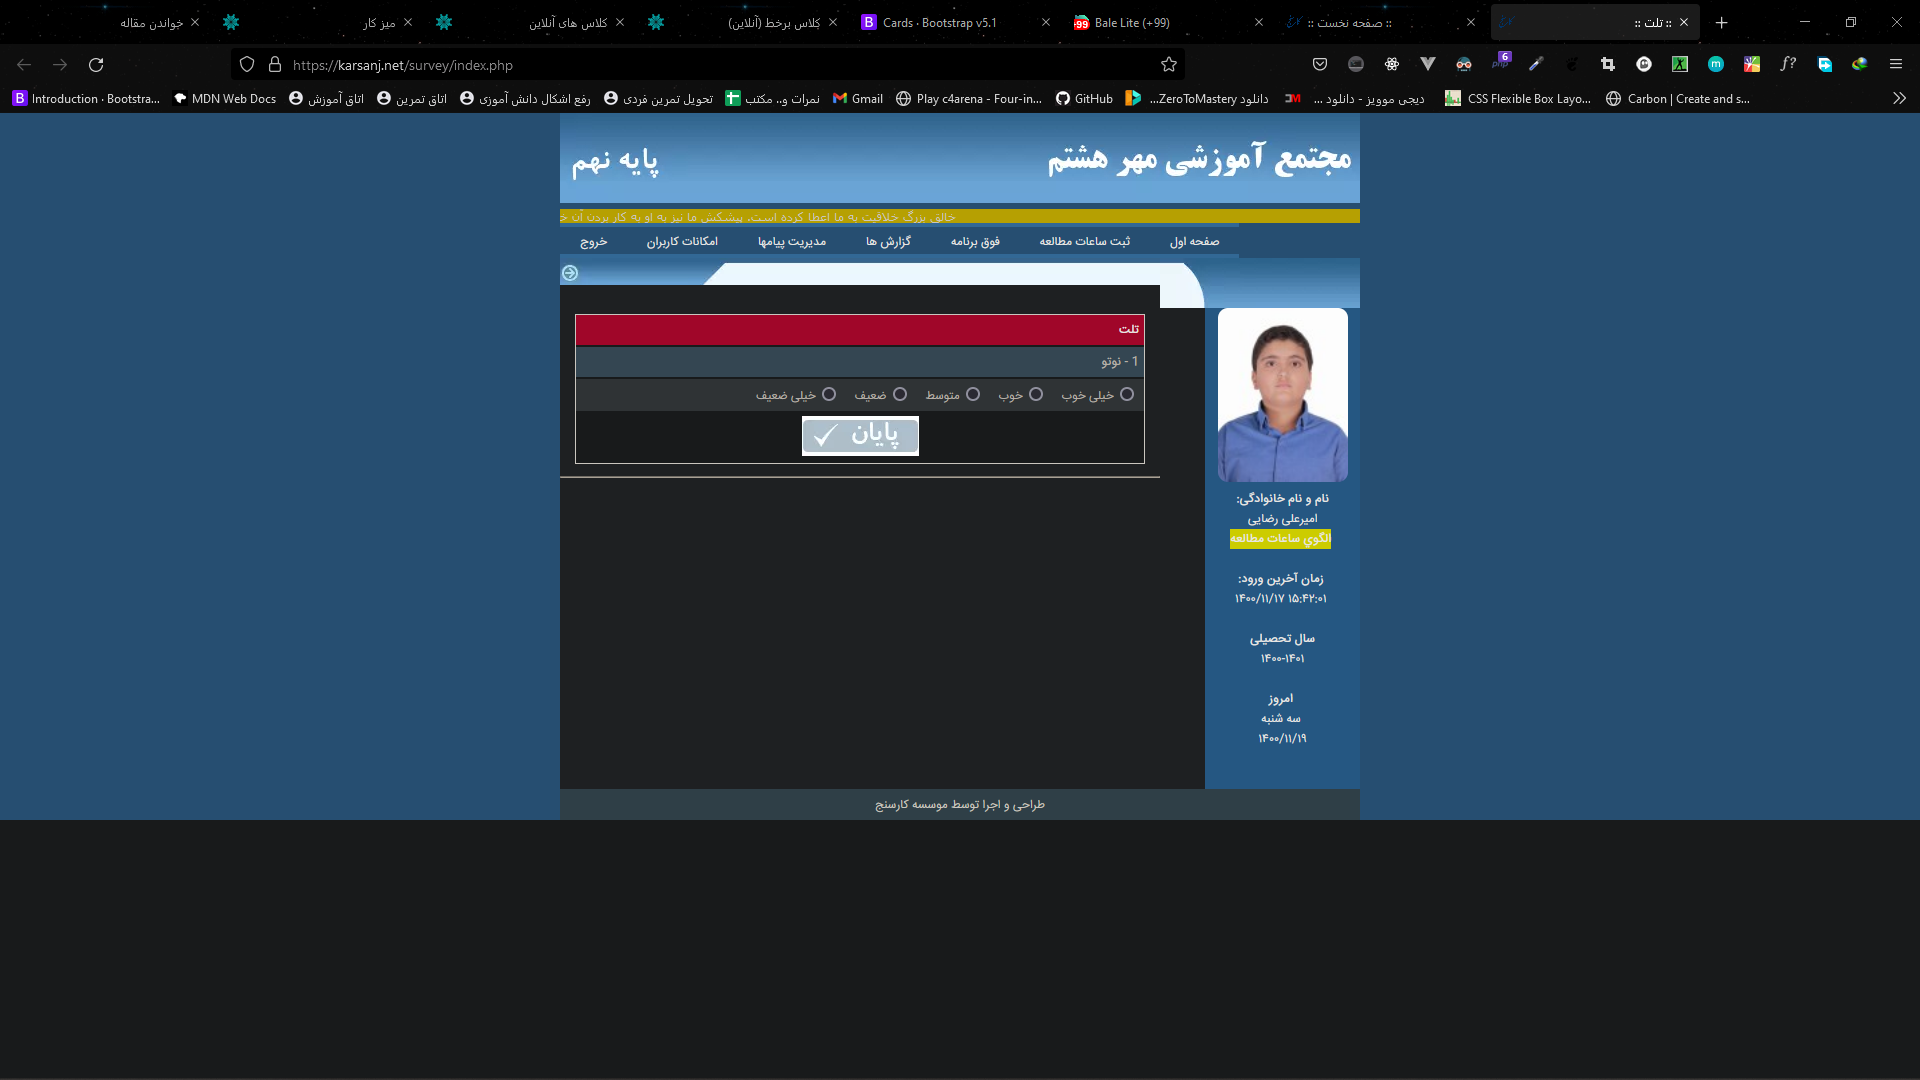 خواندن مقاله
میز کار
کلاس های آنلاین
کلاس برخط (آنلاین)
Cards · Bootstrap v5.1
Bale Lite (+99)
:: صفحه نخست ::
:: تلت ::
https://karsanj.net/survey/index.php
Introduction · Bootstra...
MDN Web Docs
اتاق آموزش
اتاق تمرین
رفع اشکال دانش آموزی
تحویل تمرین فردی
نمرات و.. مکتب
Gmail
Play c4arena - Four-in...
GitHub
دانلود ZeroToMastery...
دیجی موویز - دانلود ...
CSS Flexible Box Layo...
Carbon | Create and s...
مجتمع آموزشی مهر هشتم
پایه نهم
خالق بزرگ خلاقیت به ما اعطا کرده است. پیشکش ما نیز به او به کار بردن آن خ
صفحه اول
ثبت ساعات مطالعه
فوق برنامه
گزارش ها
مدیریت پیامها
امکانات کاربران
خروج
تلت
1 - نوتو
خیلی خوب
خوب
متوسط
ضعیف
خیلی ضعیف
پایان
نام و نام خانوادگی:
امیرعلی رضایی
الگوي ساعات مطالعه
زمان آخرین ورود:
۱۴۰۰/۱۱/۱۷ ۱۵:۴۲:۰۱
سال تحصیلی
۱۴۰۰-۱۴۰۱
امروز
سه شنبه
۱۴۰۰/۱۱/۱۹
طراحی و اجرا توسط موسسه کارسنج